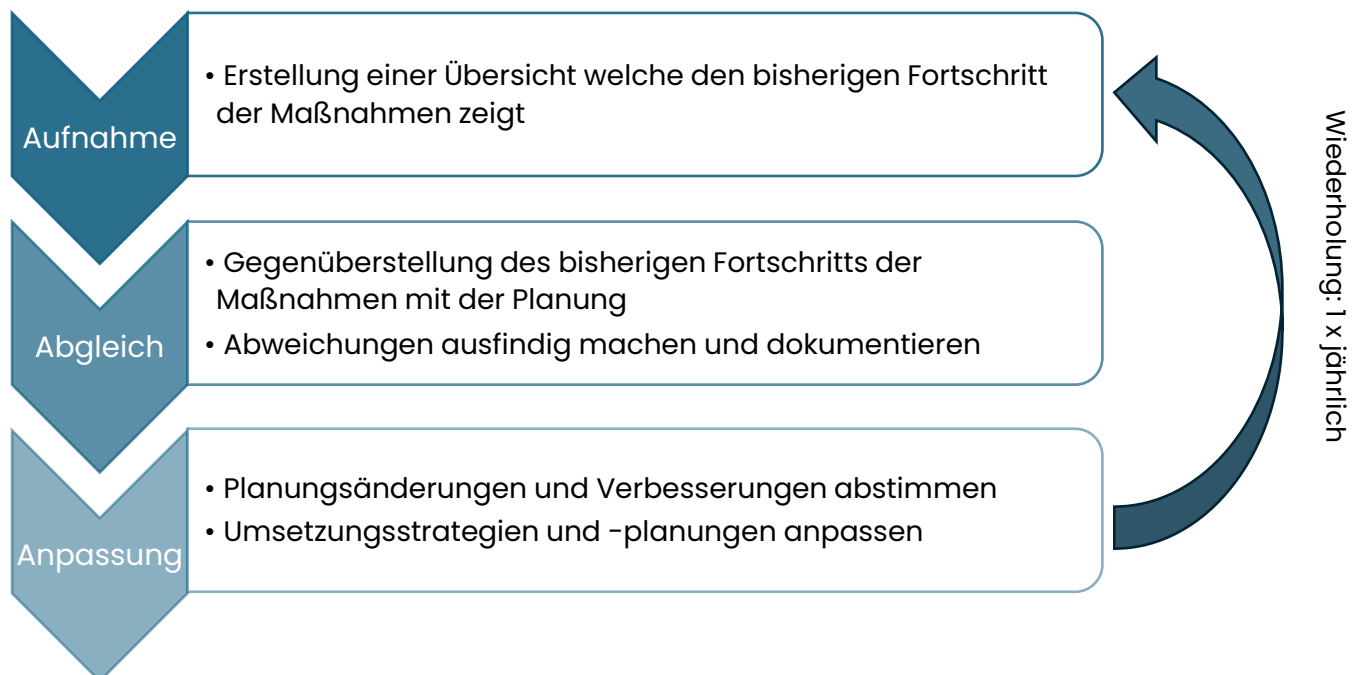 Aufnahme
• Erstellung einer Übersicht welche den bisherigen Fortschritt
der Maßnahmen zeigt
Abgleich
• Gegenüberstellung des bisherigen Fortschritts der
Maßnahmen mit der Planung
• Abweichungen ausfindig machen und dokumentieren
Anpassung
• Planungsänderungen und Verbesserungen abstimmen
• Umsetzungsstrategien und -planungen anpassen
Wiederholung: 1 x jährlich